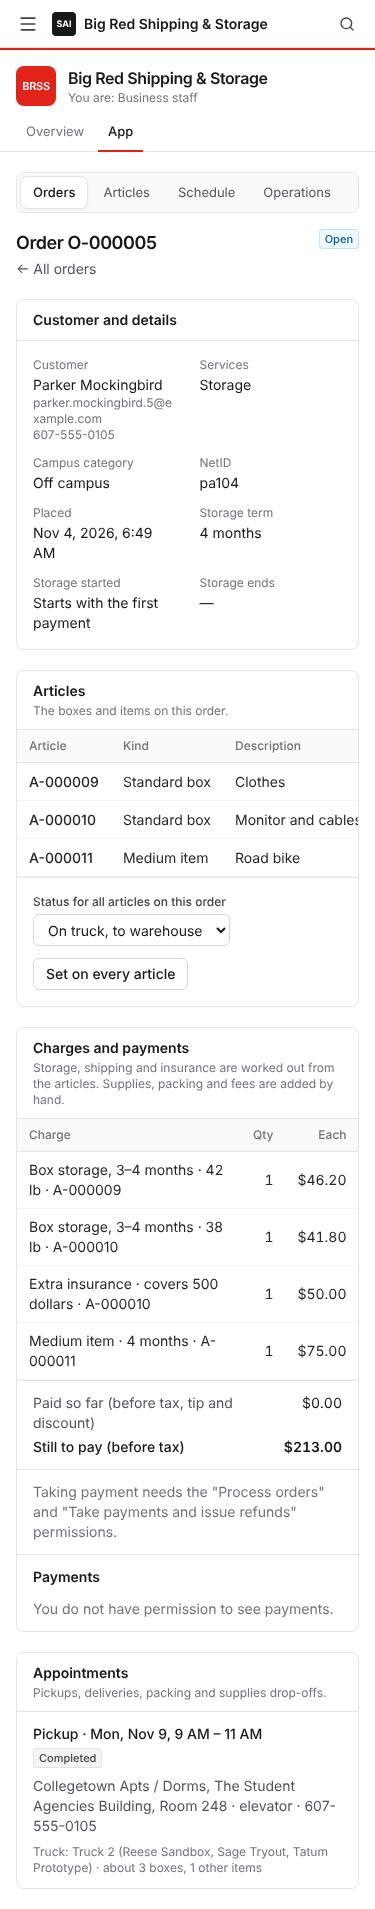 SAI Big Red Shipping & Storage
BRSS
Big Red Shipping & Storage
You are: Business staff
Overview App
Orders Articles Schedule Operations
Order O-000005 Open
← All orders
Customer and details
Customer Services
Parker Mockingbird Storage
parker.mockingbird.5@e
xample.com
607-555-0105
Campus category NetID
Off campus pa104
Placed Storage term
Nov 4, 2026, 6:49 4 months
AM
Storage started Storage ends
Starts with the first —
payment
Articles
The boxes and items on this order.
Article Kind Description
A-000009 Standard box Clothes
A-000010 Standard box Monitor and cables
A-000011 Medium item Road bike
Status for all articles on this order
On truck, to warehouse
Set on every article
Charges and payments
Storage, shipping and insurance are worked out from
the articles. Supplies, packing and fees are added by
hand.
Charge Qty Each
Box storage, 3–4 months · 42 1 $46.20
lb · A-000009
Box storage, 3–4 months · 38 1 $41.80
lb · A-000010
Extra insurance · covers 500 1 $50.00
dollars · A-000010
Medium item · 4 months · A- 1 $75.00
000011
Paid so far (before tax, tip and $0.00
discount)
Still to pay (before tax) $213.00
Taking payment needs the "Process orders"
and "Take payments and issue refunds"
permissions.
Payments
You do not have permission to see payments.
Appointments
Pickups, deliveries, packing and supplies drop-offs.
Pickup · Mon, Nov 9, 9 AM – 11 AM
Completed
Collegetown Apts / Dorms, The Student
Agencies Building, Room 248 · elevator · 607-
555-0105
Truck: Truck 2 (Reese Sandbox, Sage Tryout, Tatum
Prototype) · about 3 boxes, 1 other items